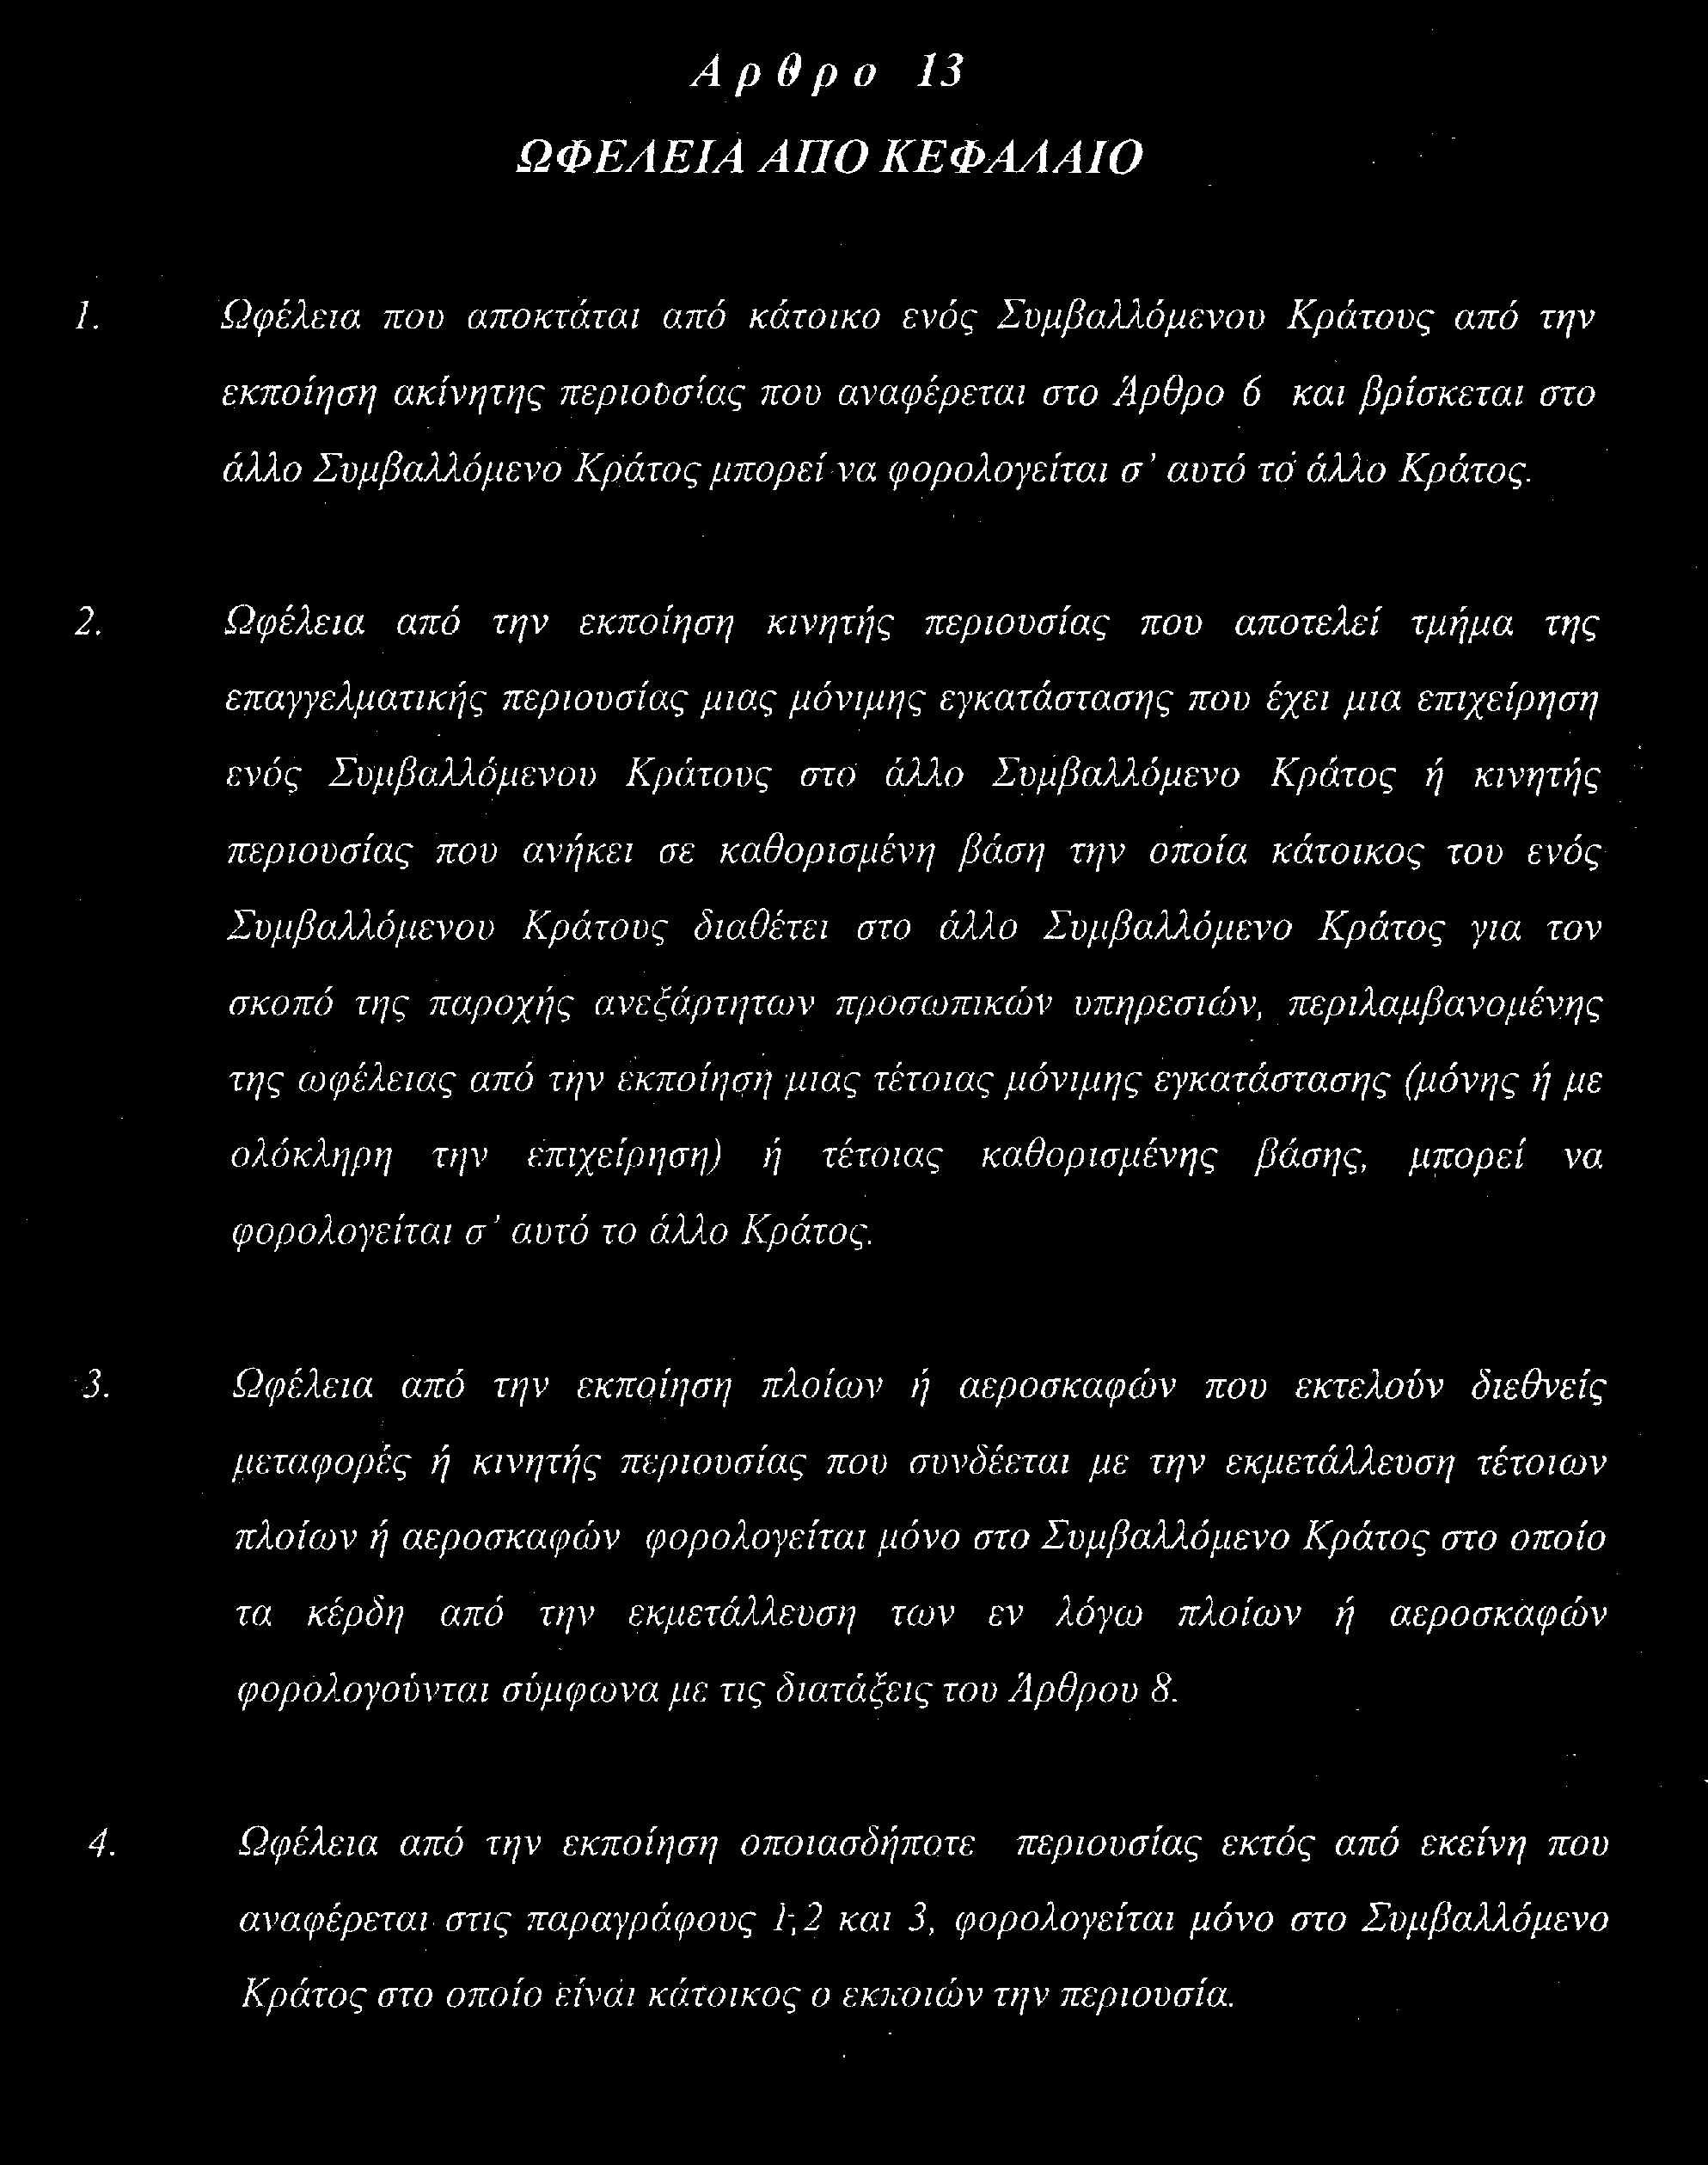 Αρθρο 13
ΩΦΕΛΕΙΑ ΑΠΟ ΚΕΦΑΛΑΙΟ
1. Ωφέλεια που αποκτάται από κάτοικο ενός Συμβαλλόμενου Κράτους από την
εκποίηση ακίνητης περιουσίας που αναφέρεται στο Άρθρο 6 και βρίσκεται στο
άλλο Συμβαλλόμενο Κράτος μπορεί να φορολογείται σ' αυτό το άλλο Κράτος.
2. Ωφέλεια από την εκποίηση κινητής περιουσίας που αποτελεί τμήμα της
επαγγελματικής περιουσίας μιας μόνιμης εγκατάστασης που έχει μια επιχείρηση
ενός Συμβαλλόμενου Κράτους στο άλλο Συμβαλλόμενο Κράτος ή κινητής
περιουσίας που ανήκει σε καθορισμένη βάση την οποία κάτοικος του ενός
Συμβαλλόμενου Κράτους διαθέτει στο άλλο Συμβαλλόμενο Κράτος για τον
σκοπό της παροχής ανεξάρτητων προσωπικών υπηρεσιών, περιλαμβανομένης
της ωφέλειας από την εκποίηση μιας τέτοιας μόνιμης εγκατάστασης (μόνης ή με
ολόκληρη την επιχείρηση) ή τέτοιας καθορισμένης βάσης, μπορεί να
φορολογείται σ' αυτό το άλλο Κράτος.
3. Ωφέλεια από την εκποίηση πλοίων ή αεροσκαφών που εκτελούν διεθνείς
μεταφορές ή κινητής περιουσίας που συνδέεται με την εκμετάλλευση τέτοιων
πλοίων ή αεροσκαφών φορολογείται μόνο στο Συμβαλλόμενο Κράτος στο οποίο
τα κέρδη από την εκμετάλλευση των εν λόγω πλοίων ή αεροσκαφών
φορολογούνται σύμφωνα με τις διατάξεις του Άρθρου 8.
4. Ωφέλεια από την εκποίηση οποιασδήποτε περιουσίας εκτός από εκείνη που
αναφέρεται στις παραγράφους 1, 2 και 3, φορολογείται μόνο στο Συμβαλλόμενο
Κράτος στο οποίο είναι κάτοικος ο εκποιών την περιουσία.